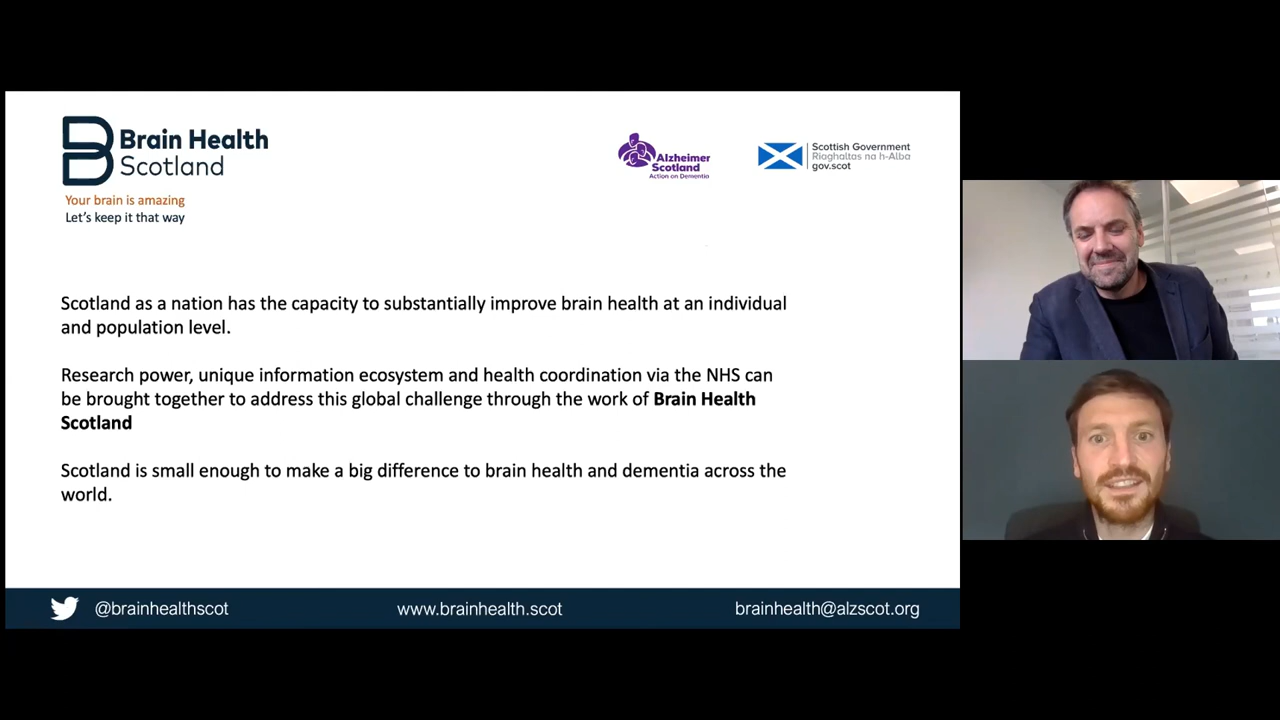 Brain Health
Scotland
Your brain is amazing
Let's keep it that way
Alzheimer
Scotland
Action on Dementia
Scottish Government
Riaghaltas na h-Alba
gov.scot
Scotland as a nation has the capacity to substantially improve brain health at an individual
and population level.
Research power, unique information ecosystem and health coordination via the NHS can
be brought together to address this global challenge through the work of Brain Health
Scotland
Scotland is small enough to make a big difference to brain health and dementia across the
world.
@brainhealthscot
www.brainhealth.scot
brainhealth@alzscot.org